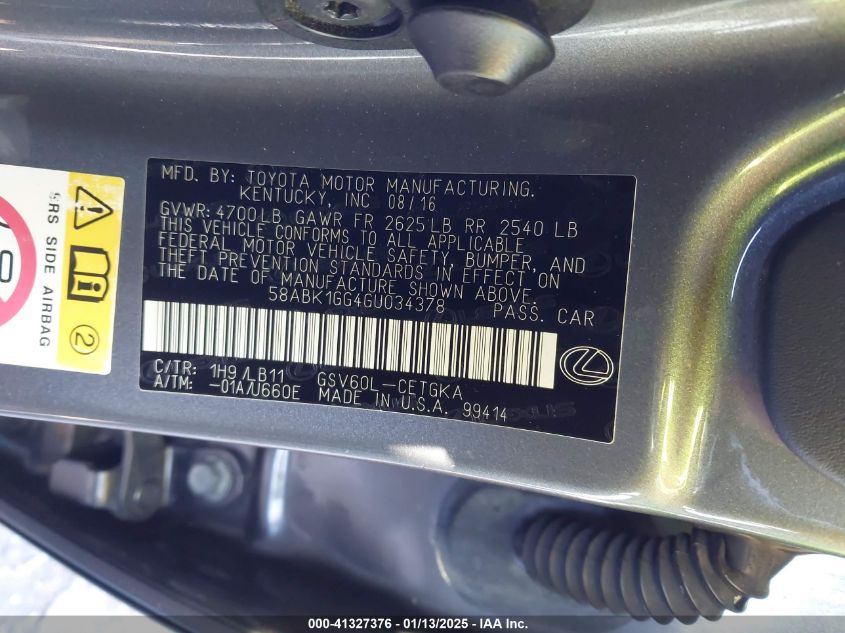 MFD. BY: TOYOTA MOTOR MANUFACTURING.
KENTUCKY, INC 08/16
GVWR: 4700LB GAWR FR 2625LB RR 2540 LB
THIS VEHICLE CONFORMS TO ALL APPLICABLE
FEDERAL MOTOR VEHICLE SAFETY, BUMPER, AND
THEFT PREVENTION STANDARDS IN EFFECT ON
THE DATE OF MANUFACTURE SHOWN ABOVE.
58ABK1GG4GU034378 PASS. CAR
C/TR: 1H9/LB11 GSV60L-CETGKA
A/TM: -01A/U660E MADE IN U.S.A. 99414
SRS SIDE AIRBAG
2
000-41327376 / 01/13/2025 - IAA Inc.